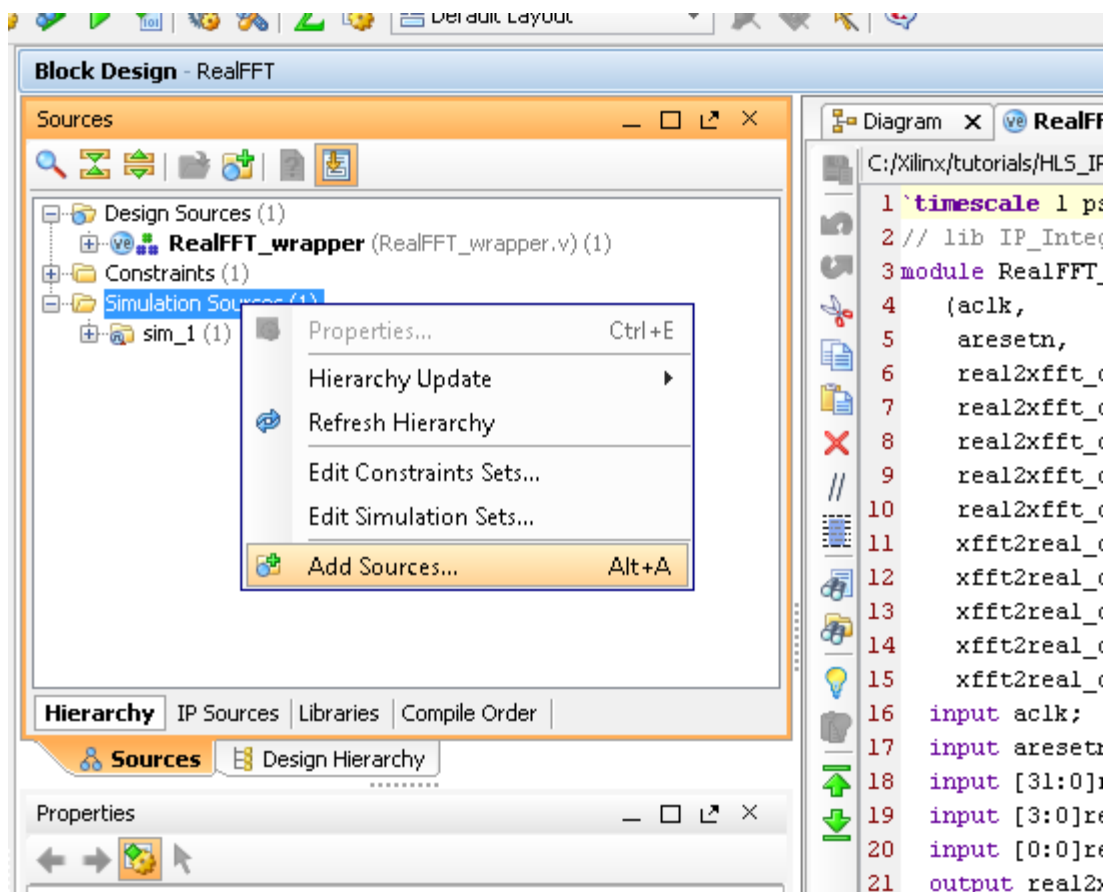 Default Layout
Block Design - RealFFT
Sources
Design Sources (1)
RealFFT_wrapper (RealFFT_wrapper.v) (1)
Constraints (1)
Simulation Sources (1)
sim_1 (1)
Properties... Ctrl+E
Hierarchy Update
Refresh Hierarchy
Edit Constraints Sets...
Edit Simulation Sets...
Add Sources... Alt+A
Hierarchy IP Sources Libraries Compile Order
Sources Design Hierarchy
Properties
Diagram
C:/Xilinx/tutorials/HLS_IP
1 `timescale 1 ps
2 // lib IP_Integ
3 module RealFFT_
4 (aclk,
5 aresetn,
6 real2xfft_
7 real2xfft_
8 real2xfft_
9 real2xfft_
10 real2xfft_
11 xfft2real_
12 xfft2real_
13 xfft2real_
14 xfft2real_
15 xfft2real_
16 input aclk;
17 input aresetn
18 input [31:0]
19 input [3:0]re
20 input [0:0]re
21 output real2x